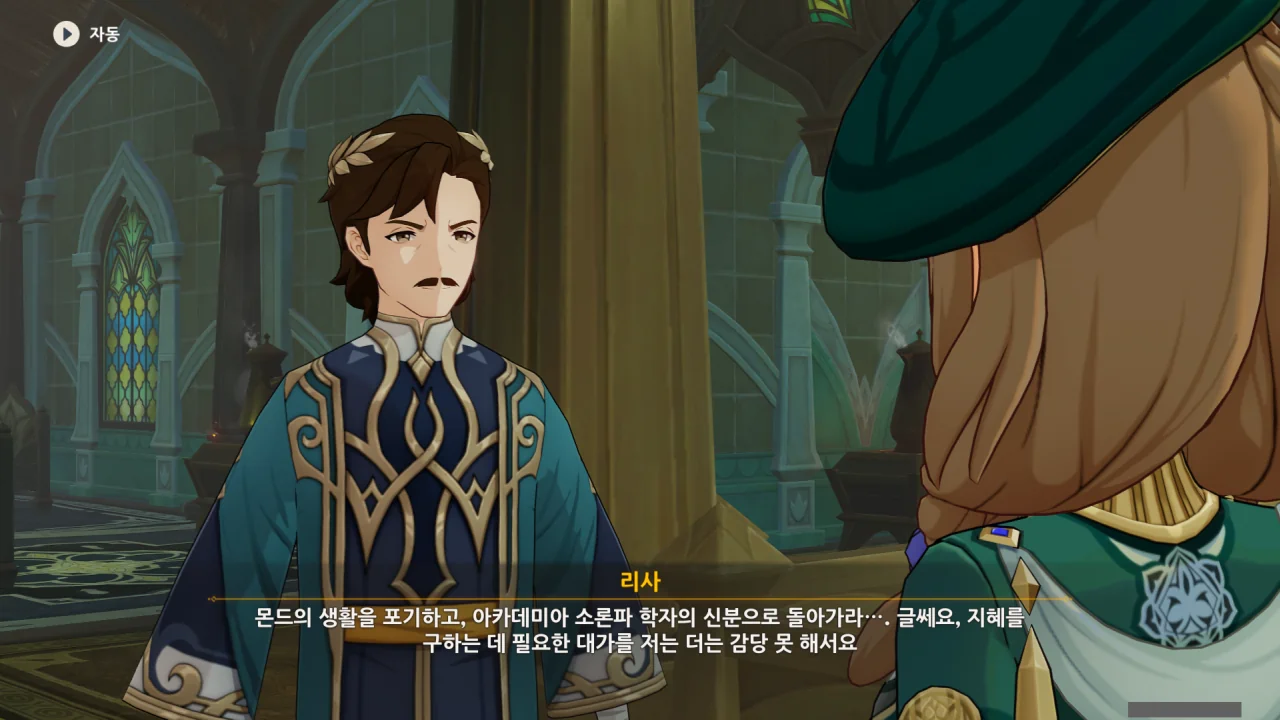 자동
리사
몬드의 생활을 포기하고, 아카데미아 소론파 학자의 신분으로 돌아가라···. 글쎄요, 지혜를
구하는 데 필요한 대가를 저는 더는 감당 못 해서요